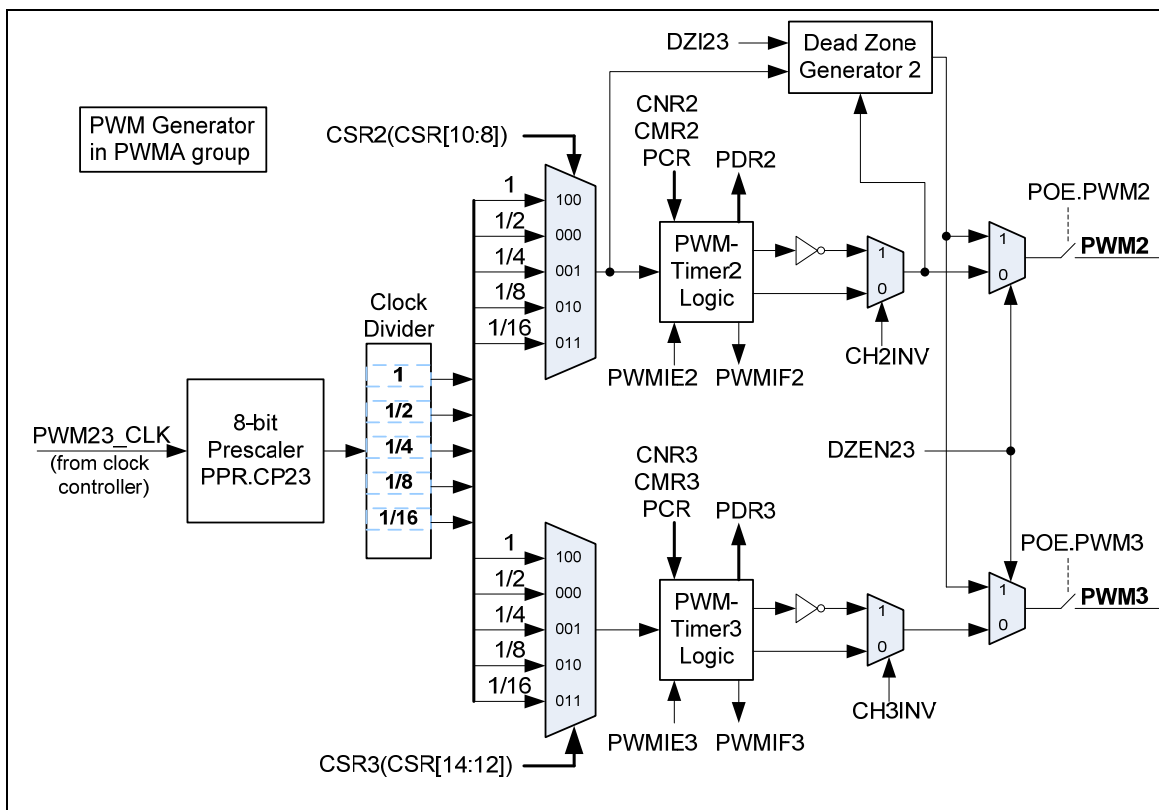 PWM Generator
in PWMA group
DZI23
Dead Zone
Generator 2
CSR2(CSR[10:8])
CNR2
CMR2
PCR
PDR2
1
1/2
1/4
1/8
1/16
100
000
001
010
011
PWM-
Timer2
Logic
1
0
CH2INV
PWMIE2
PWMIF2
1
0
POE.PWM2
PWM2
Clock
Divider
1
1/2
1/4
1/8
1/16
PWM23_CLK
(from clock
controller)
8-bit
Prescaler
PPR.CP23
DZEN23
CNR3
CMR3
PCR
PDR3
1
1/2
1/4
1/8
1/16
100
000
001
010
011
PWM-
Timer3
Logic
1
0
CH3INV
PWMIE3
PWMIF3
1
0
POE.PWM3
PWM3
CSR3(CSR[14:12])